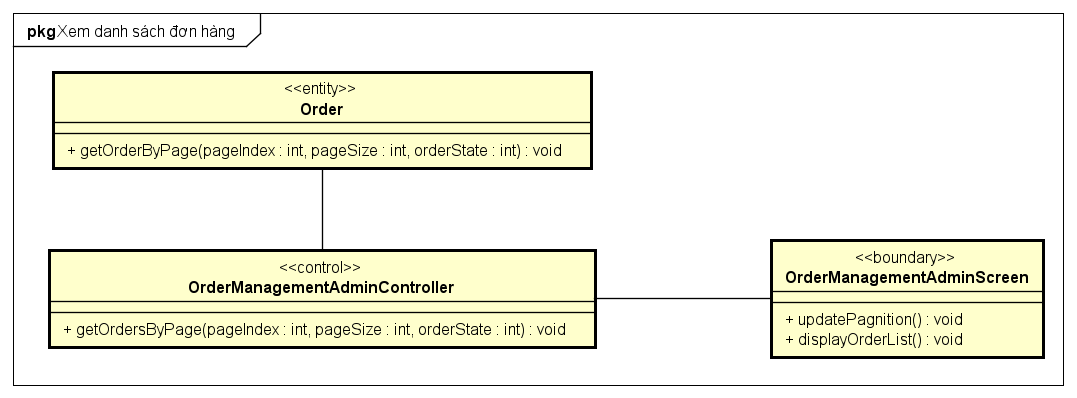 pkg Xem danh sách đơn hàng
<<entity>>
Order
+ getOrderByPage(pageIndex : int, pageSize : int, orderState : int) : void
<<control>>
OrderManagementAdminController
+ getOrdersByPage(pageIndex : int, pageSize : int, orderState : int) : void
<<boundary>>
OrderManagementAdminScreen
+ updatePagnition() : void
+ displayOrderList() : void